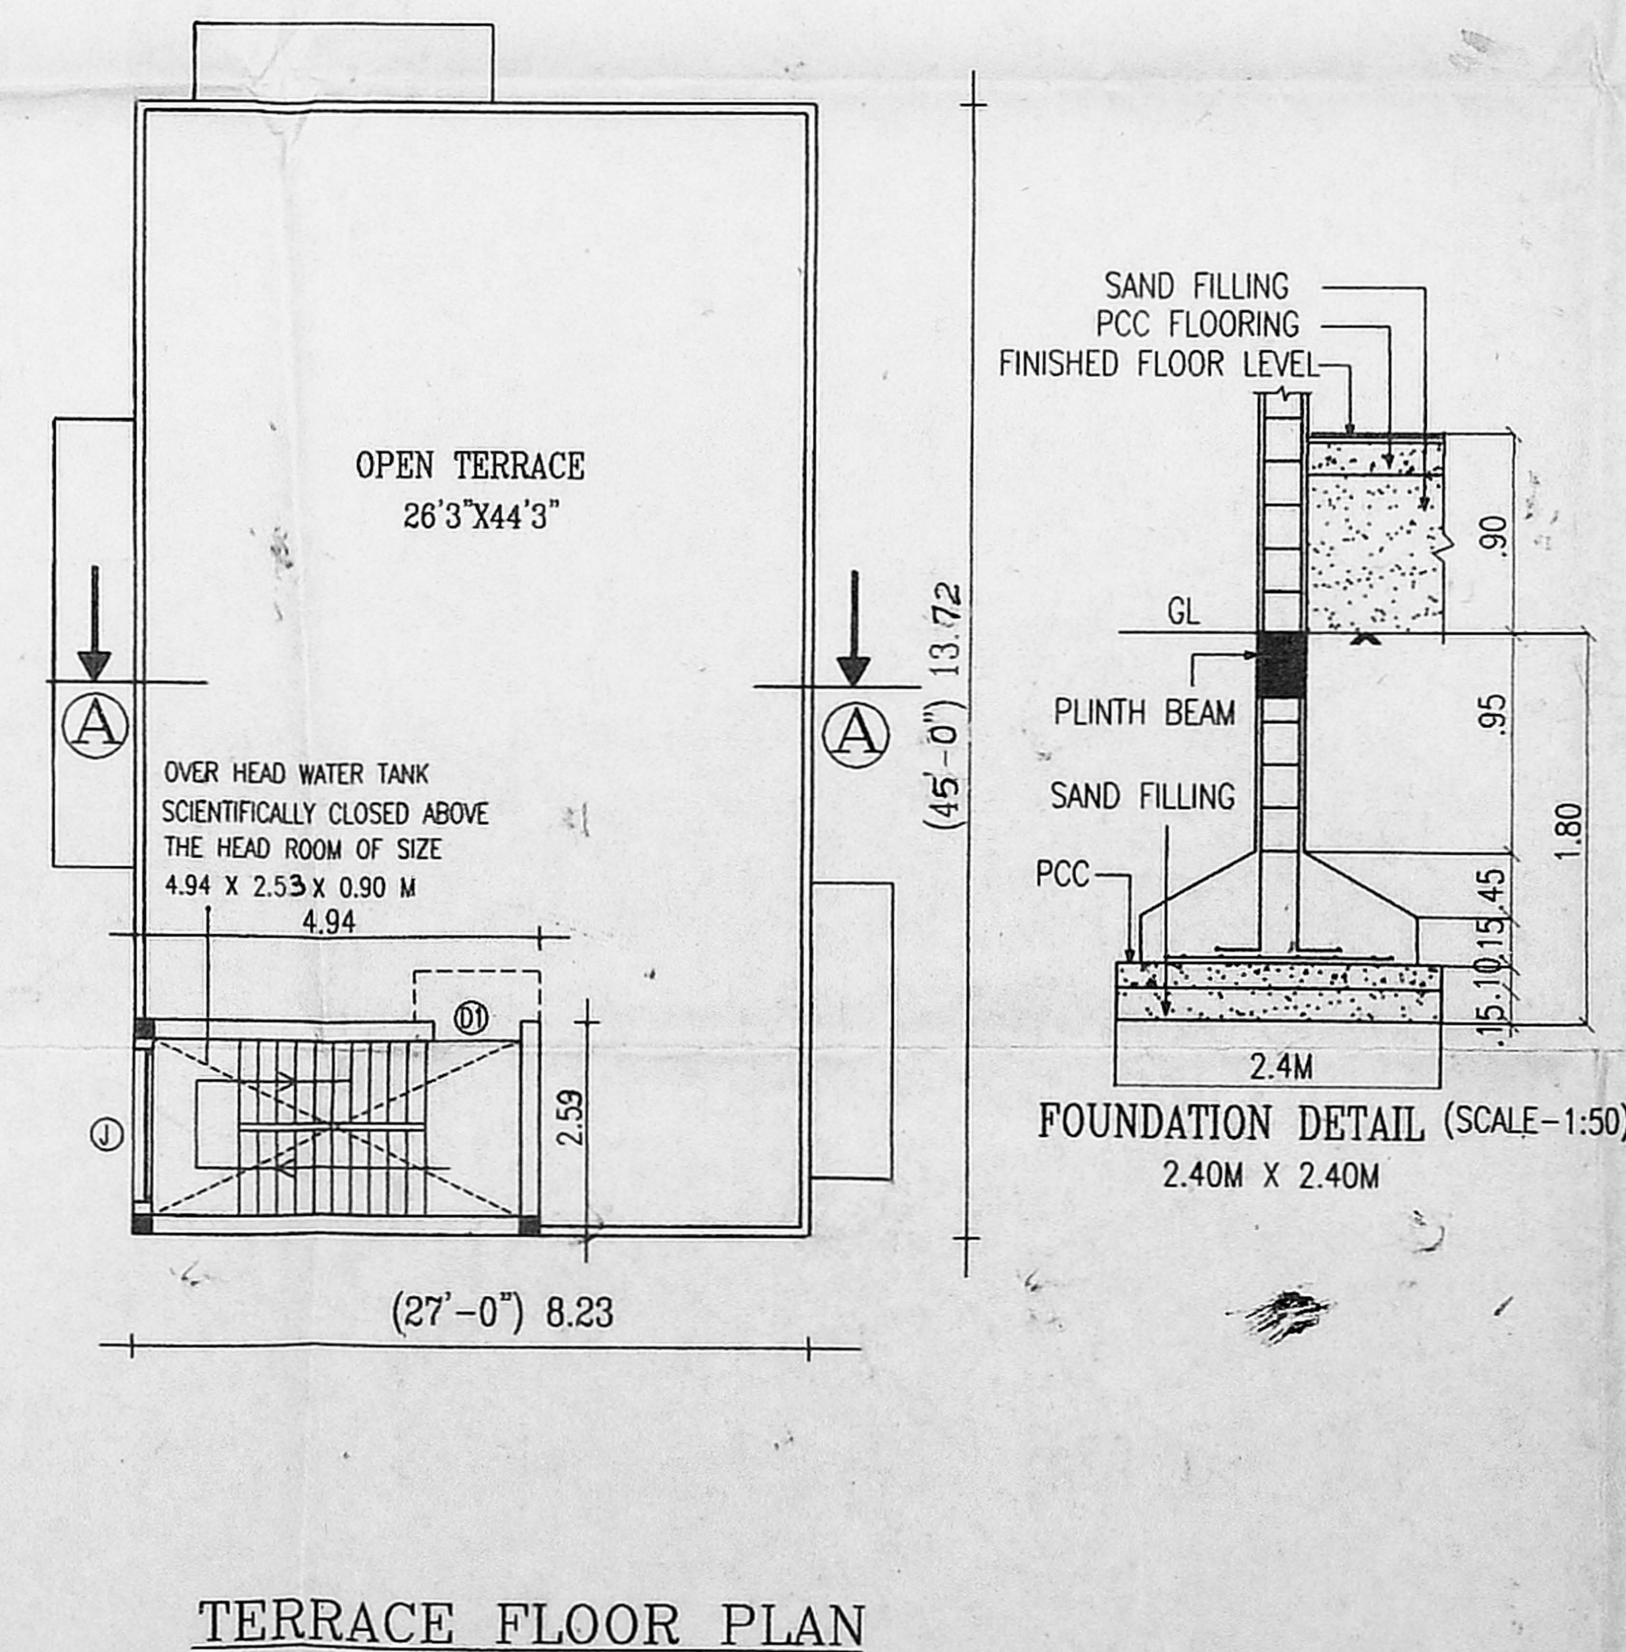 OPEN TERRACE
26'3"X44'3"
A
A
OVER HEAD WATER TANK
SCIENTIFICALLY CLOSED ABOVE
THE HEAD ROOM OF SIZE
4.94 X 2.53 X 0.90 M
4.94
D1
J
2.59
(45'-0") 13.72
(27'-0") 8.23
TERRACE FLOOR PLAN
SAND FILLING
PCC FLOORING
FINISHED FLOOR LEVEL
GL
PLINTH BEAM
SAND FILLING
PCC
.90
.95
.45
.15
.10
.15
1.80
2.4M
FOUNDATION DETAIL (SCALE-1:50)
2.40M X 2.40M